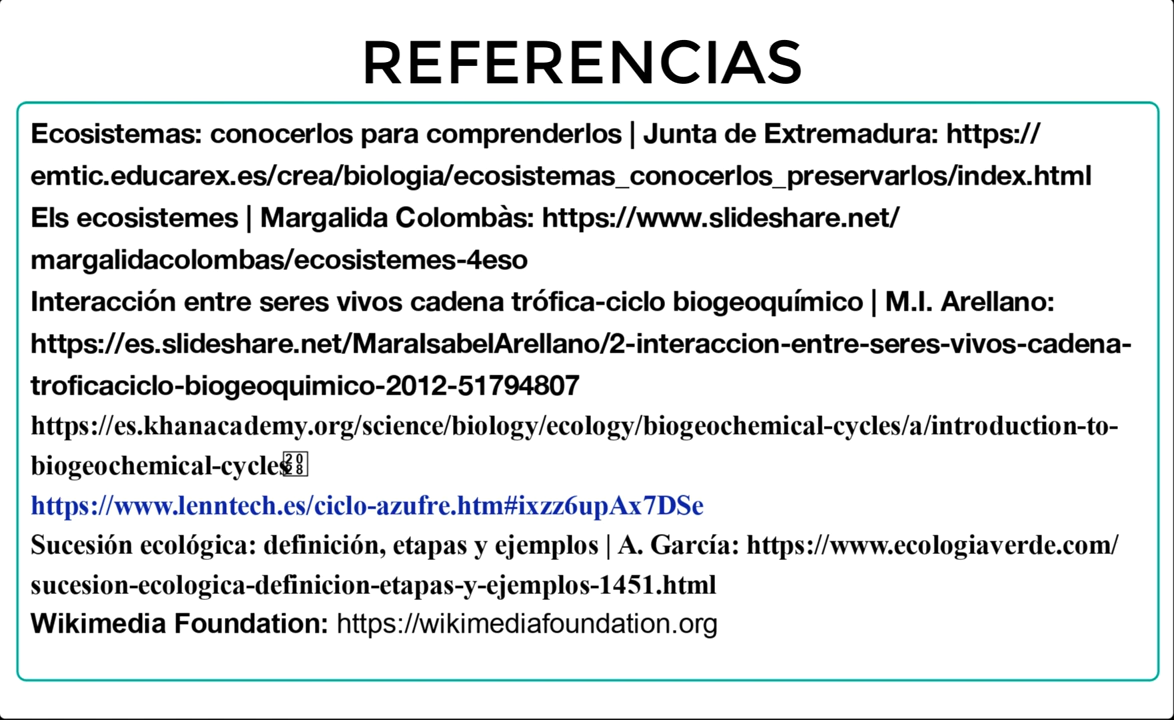 REFERENCIAS
Ecosistemas: conocerlos para comprenderlos | Junta de Extremadura: https://
emtic.educarex.es/crea/biologia/ecosistemas_conocerlos_preservarlos/index.html
Els ecosistemes | Margalida Colombàs: https://www.slideshare.net/
margalidacolombas/ecosistemes-4eso
Interacción entre seres vivos cadena trófica-ciclo biogeoquímico | M.I. Arellano:
https://es.slideshare.net/MaraIsabelArellano/2-interaccion-entre-seres-vivos-cadena-
troficaciclo-biogeoquimico-2012-51794807
https://es.khanacademy.org/science/biology/ecology/biogeochemical-cycles/a/introduction-to-
biogeochemical-cycles
https://www.lenntech.es/ciclo-azufre.htm#ixzz6upAx7DSe
Sucesión ecológica: definición, etapas y ejemplos | A. García: https://www.ecologiaverde.com/
sucesion-ecologica-definicion-etapas-y-ejemplos-1451.html
Wikimedia Foundation: https://wikimediafoundation.org